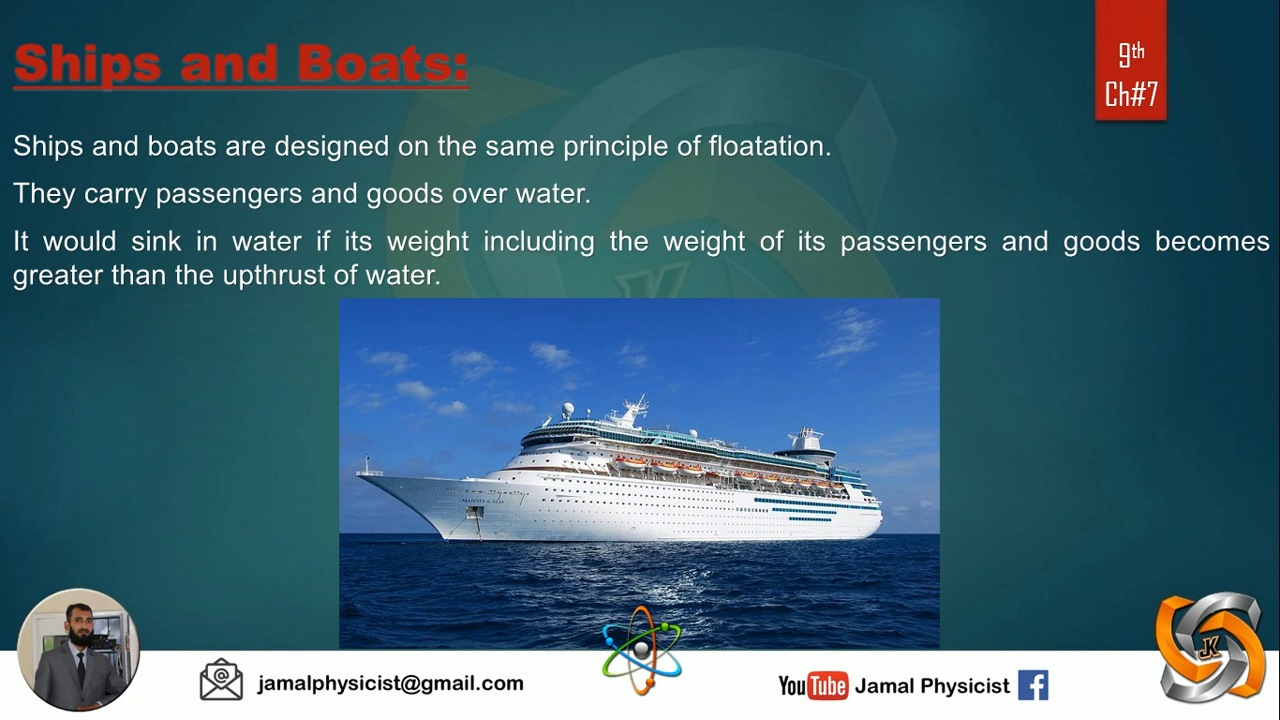 Ships and Boats:
9th
Ch#7
Ships and boats are designed on the same principle of floatation.
They carry passengers and goods over water.
It would sink in water if its weight including the weight of its passengers and goods becomes
greater than the upthrust of water.
JK
jamalphysicist@gmail.com
YouTube Jamal Physicist f
JK